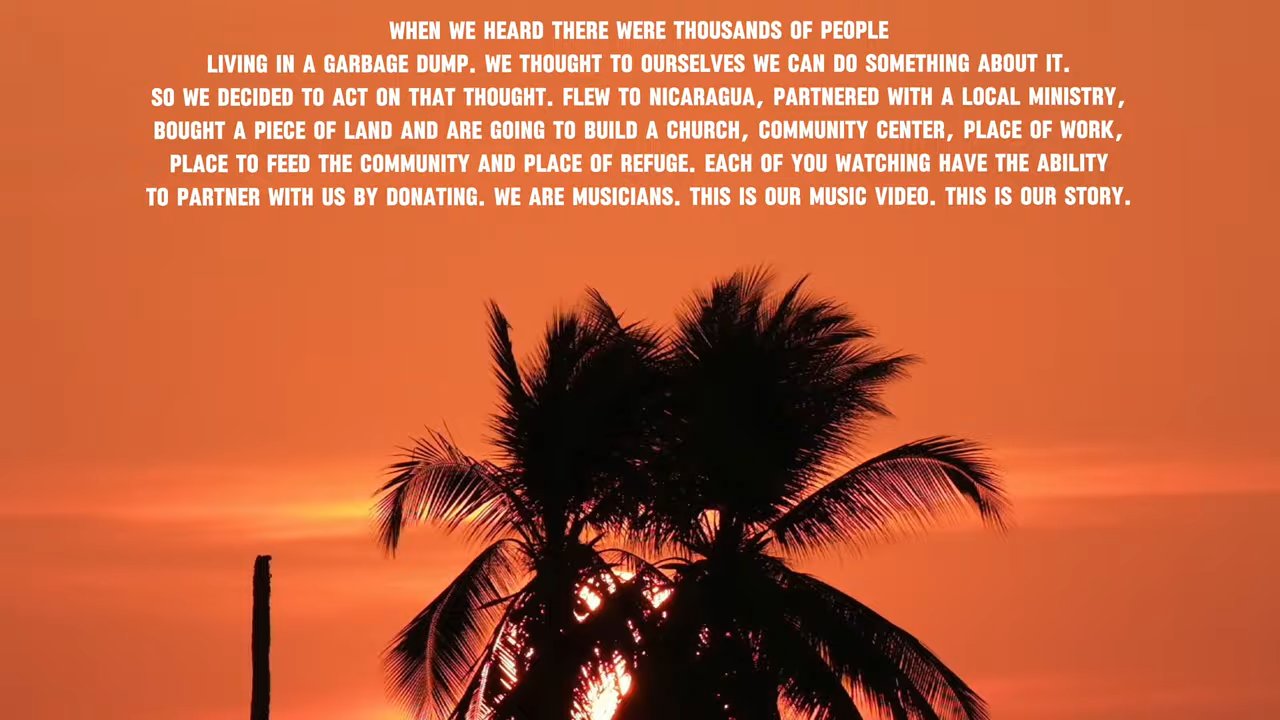 WHEN WE HEARD THERE WERE THOUSANDS OF PEOPLE
LIVING IN A GARBAGE DUMP. WE THOUGHT TO OURSELVES WE CAN DO SOMETHING ABOUT IT.
SO WE DECIDED TO ACT ON THAT THOUGHT. FLEW TO NICARAGUA, PARTNERED WITH A LOCAL MINISTRY,
BOUGHT A PIECE OF LAND AND ARE GOING TO BUILD A CHURCH, COMMUNITY CENTER, PLACE OF WORK,
PLACE TO FEED THE COMMUNITY AND PLACE OF REFUGE. EACH OF YOU WATCHING HAVE THE ABILITY
TO PARTNER WITH US BY DONATING. WE ARE MUSICIANS. THIS IS OUR MUSIC VIDEO. THIS IS OUR STORY.